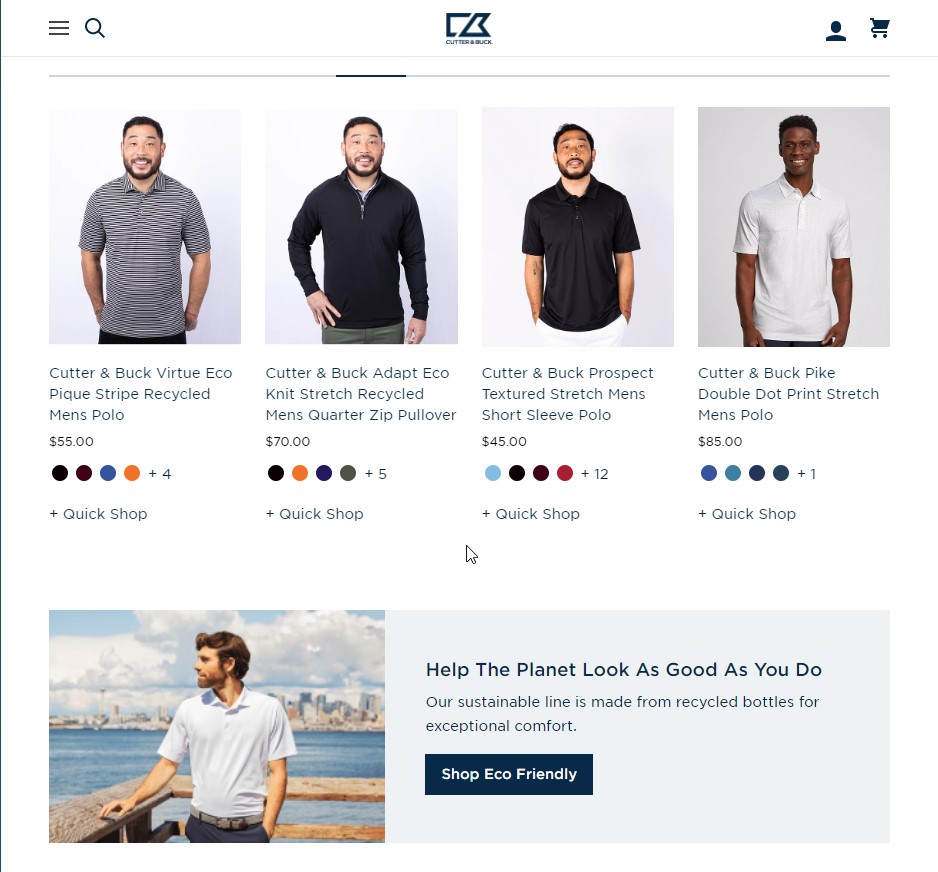 CUTTER & BUCK
Cutter & Buck Virtue Eco
Pique Stripe Recycled
Mens Polo
$55.00
+ 4
+ Quick Shop
Cutter & Buck Adapt Eco
Knit Stretch Recycled
Mens Quarter Zip Pullover
$70.00
+ 5
+ Quick Shop
Cutter & Buck Prospect
Textured Stretch Mens
Short Sleeve Polo
$45.00
+ 12
+ Quick Shop
Cutter & Buck Pike
Double Dot Print Stretch
Mens Polo
$85.00
+ 1
+ Quick Shop
Help The Planet Look As Good As You Do
Our sustainable line is made from recycled bottles for
exceptional comfort.
Shop Eco Friendly